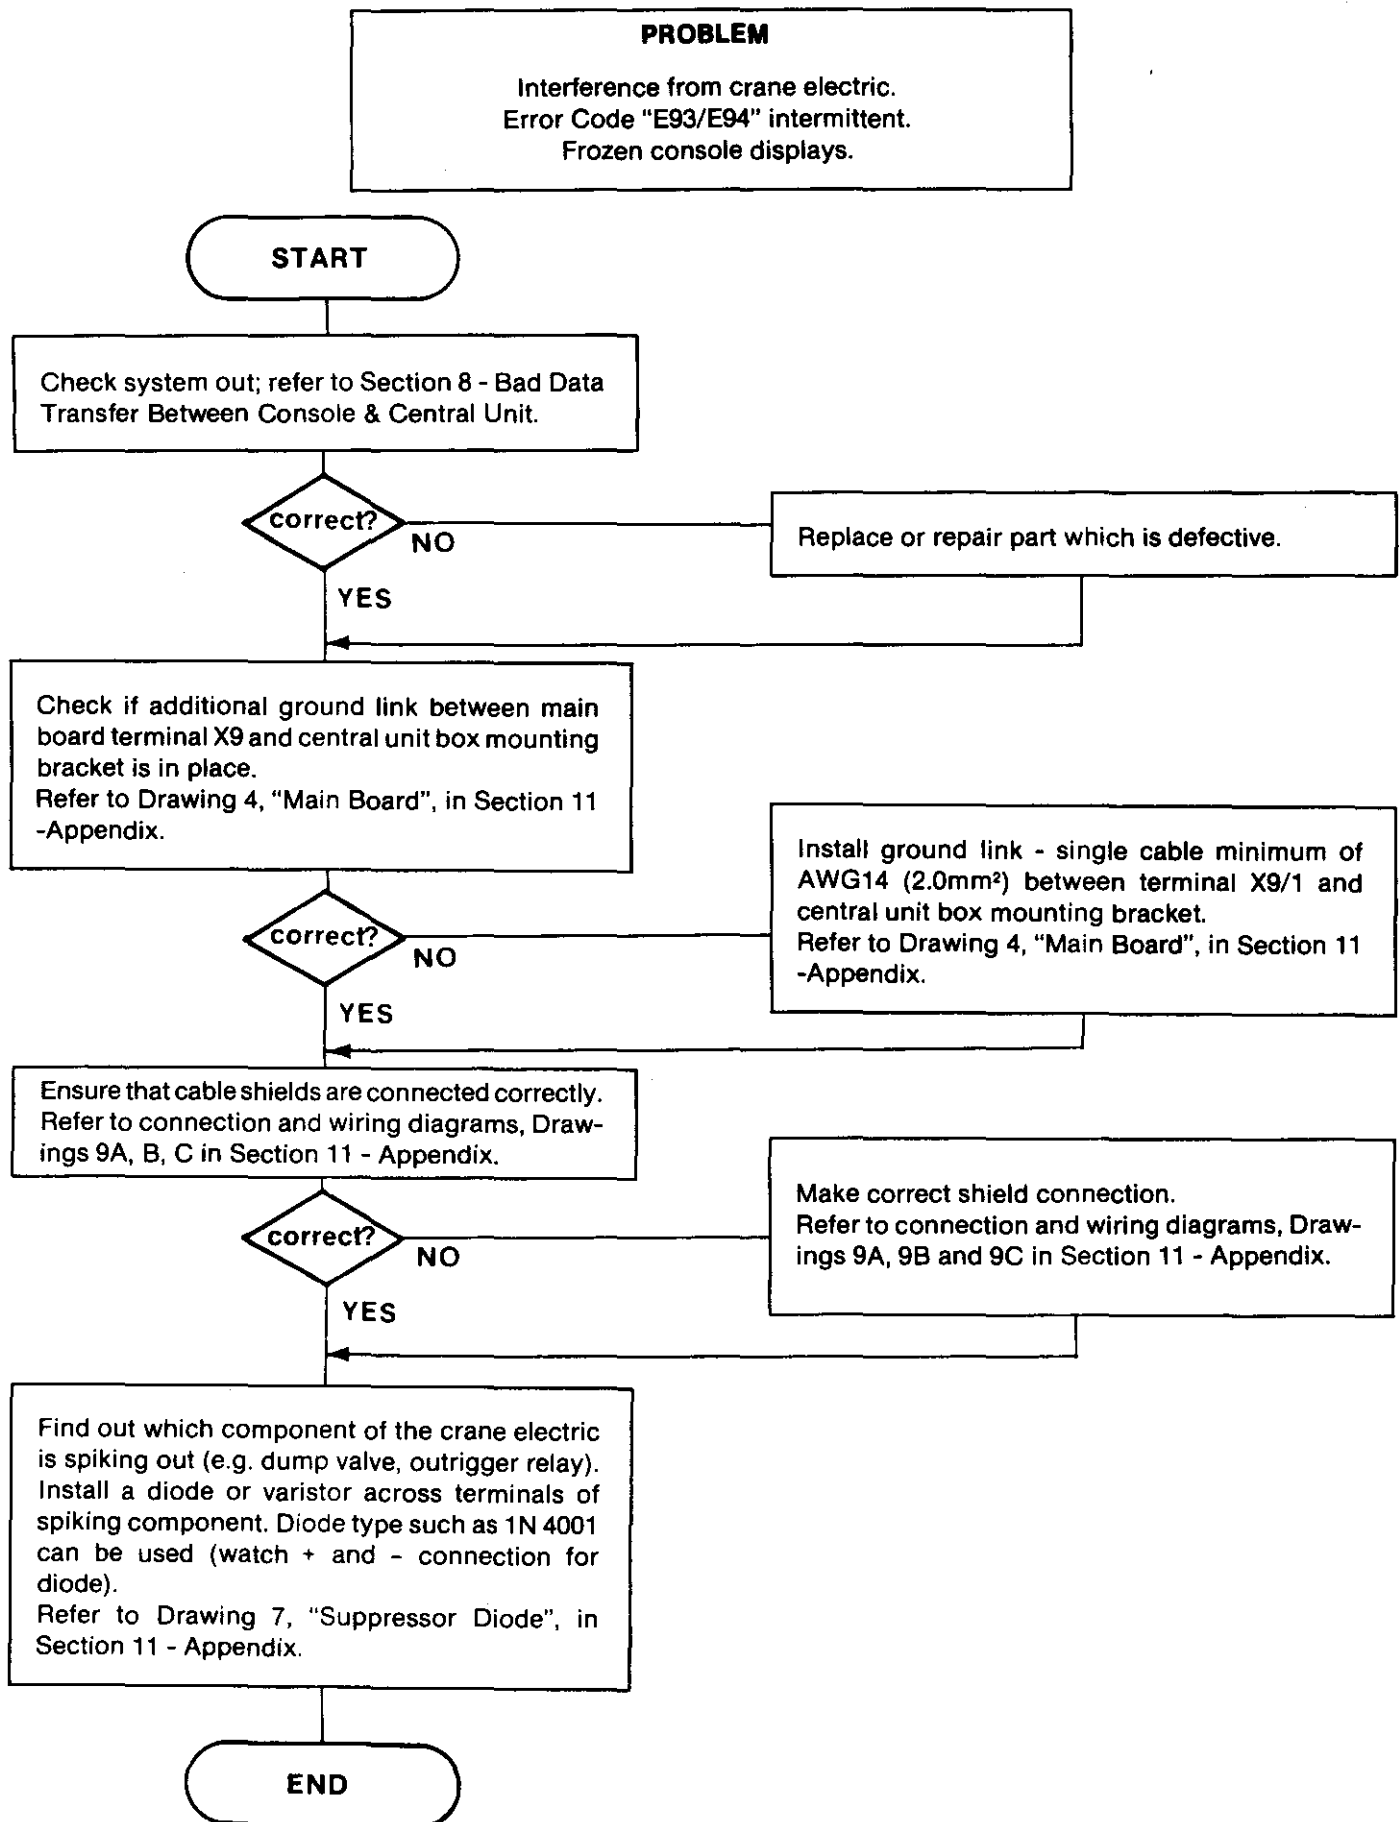 PROBLEM
Interference from crane electric.
Error Code "E93/E94" intermittent.
Frozen console displays.
START
Check system out; refer to Section 8 - Bad Data
Transfer Between Console & Central Unit.
correct?
NO
Replace or repair part which is defective.
YES
Check if additional ground link between main
board terminal X9 and central unit box mounting
bracket is in place.
Refer to Drawing 4, "Main Board", in Section 11
-Appendix.
correct?
NO
Install ground link - single cable minimum of
AWG14 (2.0mm²) between terminal X9/1 and
central unit box mounting bracket.
Refer to Drawing 4, "Main Board", in Section 11
-Appendix.
YES
Ensure that cable shields are connected correctly.
Refer to connection and wiring diagrams, Draw-
ings 9A, B, C in Section 11 - Appendix.
correct?
NO
Make correct shield connection.
Refer to connection and wiring diagrams, Draw-
ings 9A, 9B and 9C in Section 11 - Appendix.
YES
Find out which component of the crane electric
is spiking out (e.g. dump valve, outrigger relay).
Install a diode or varistor across terminals of
spiking component. Diode type such as 1N 4001
can be used (watch + and - connection for
diode).
Refer to Drawing 7, "Suppressor Diode", in
Section 11 - Appendix.
END